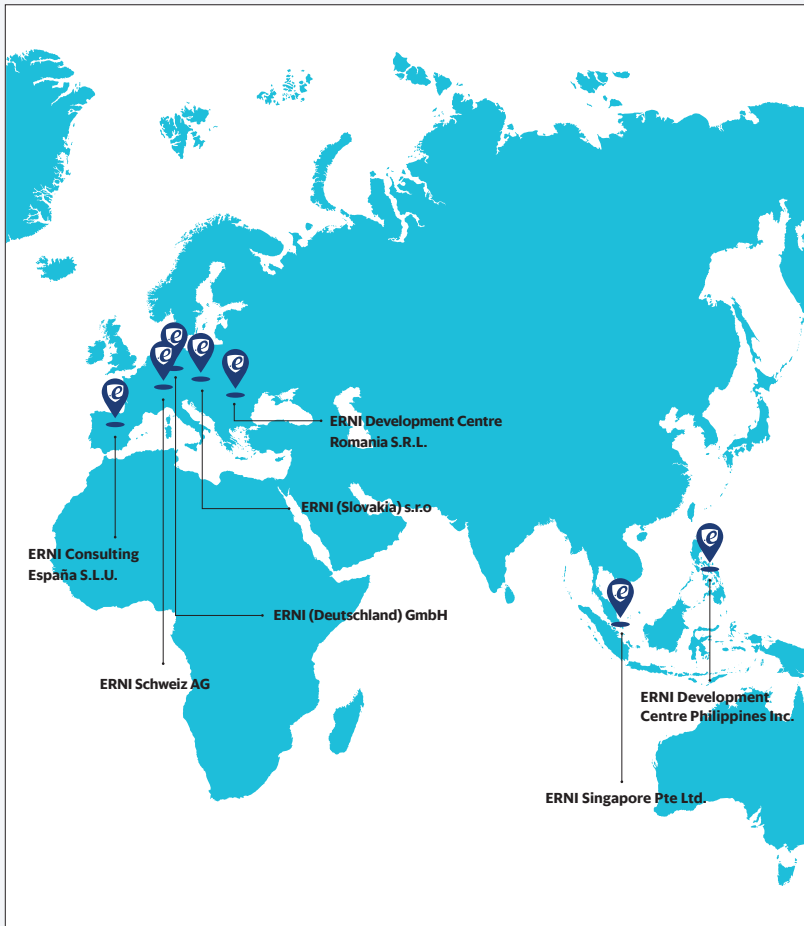 ERNI Development Centre
Romania S.R.L.
ERNI (Slovakia) s.r.o
ERNI Consulting
España S.L.U.
ERNI (Deutschland) GmbH
ERNI Schweiz AG
ERNI Development
Centre Philippines Inc.
ERNI Singapore Pte Ltd.
e
e
e
e
e
e
e